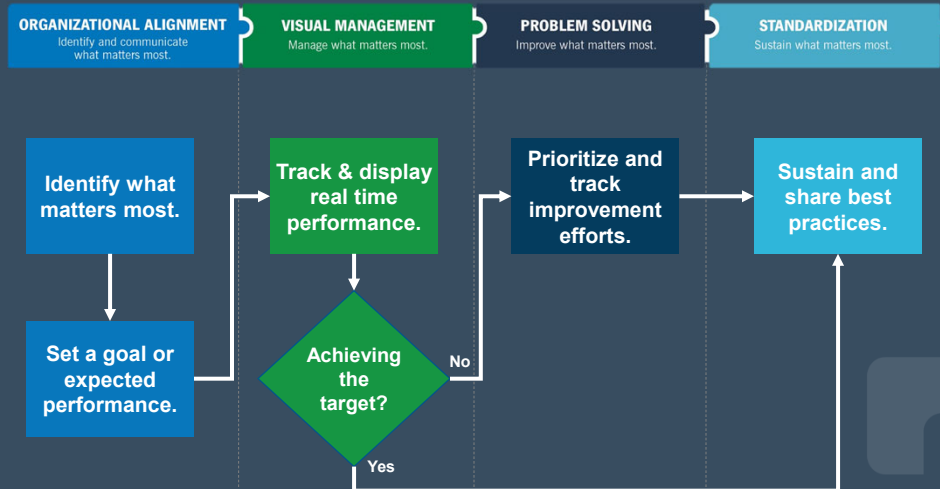 ORGANIZATIONAL ALIGNMENT
Identify and communicate
what matters most.
VISUAL MANAGEMENT
Manage what matters most.
PROBLEM SOLVING
Improve what matters most.
STANDARDIZATION
Sustain what matters most.
Identify what
matters most.
Set a goal or
expected
performance.
Track & display
real time
performance.
Achieving
the
target?
No
Yes
Prioritize and
track
improvement
efforts.
Sustain and
share best
practices.